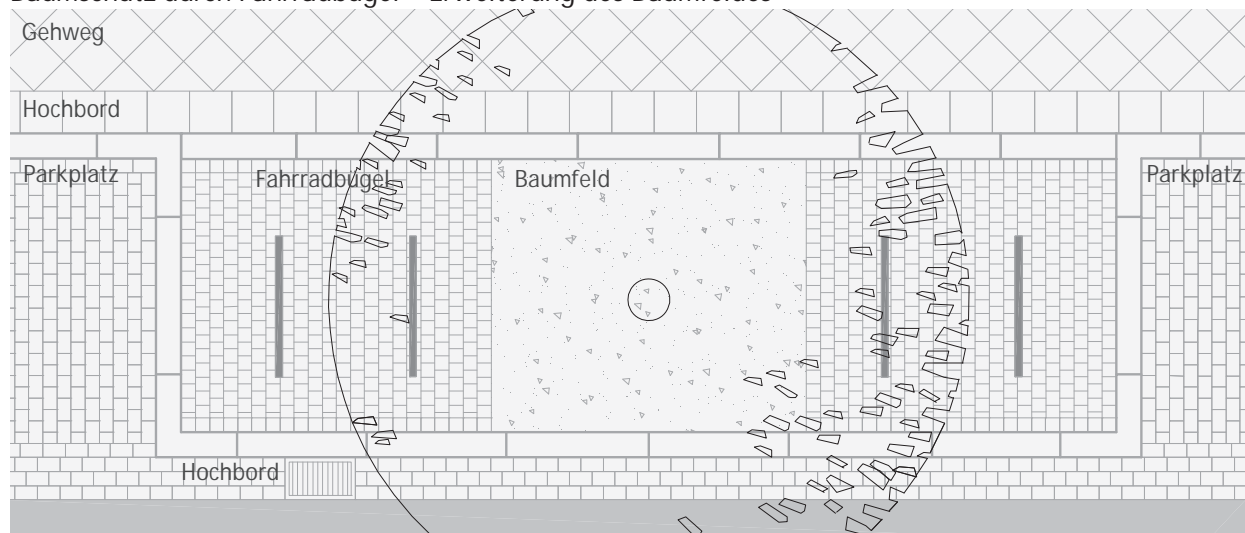 Baumschutz durch Fahrradbügel – Erweiterung des Baumfeldes
Gehweg
Hochbord
Parkplatz
Fahrradbügel
Baumfeld
Parkplatz
Hochbord